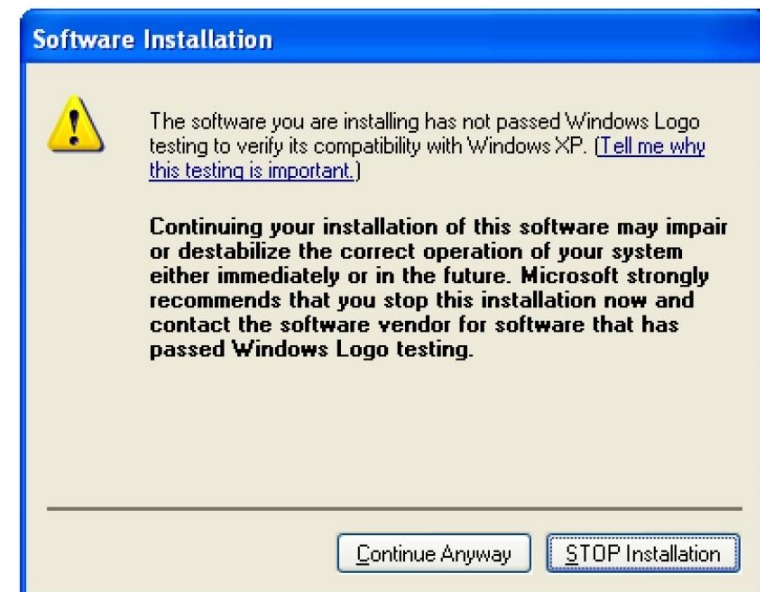 Software Installation
The software you are installing has not passed Windows Logo
testing to verify its compatibility with Windows XP. (Tell me why
this testing is important.)
Continuing your installation of this software may impair
or destabilize the correct operation of your system
either immediately or in the future. Microsoft strongly
recommends that you stop this installation now and
contact the software vendor for software that has
passed Windows Logo testing.
Continue Anyway
STOP Installation